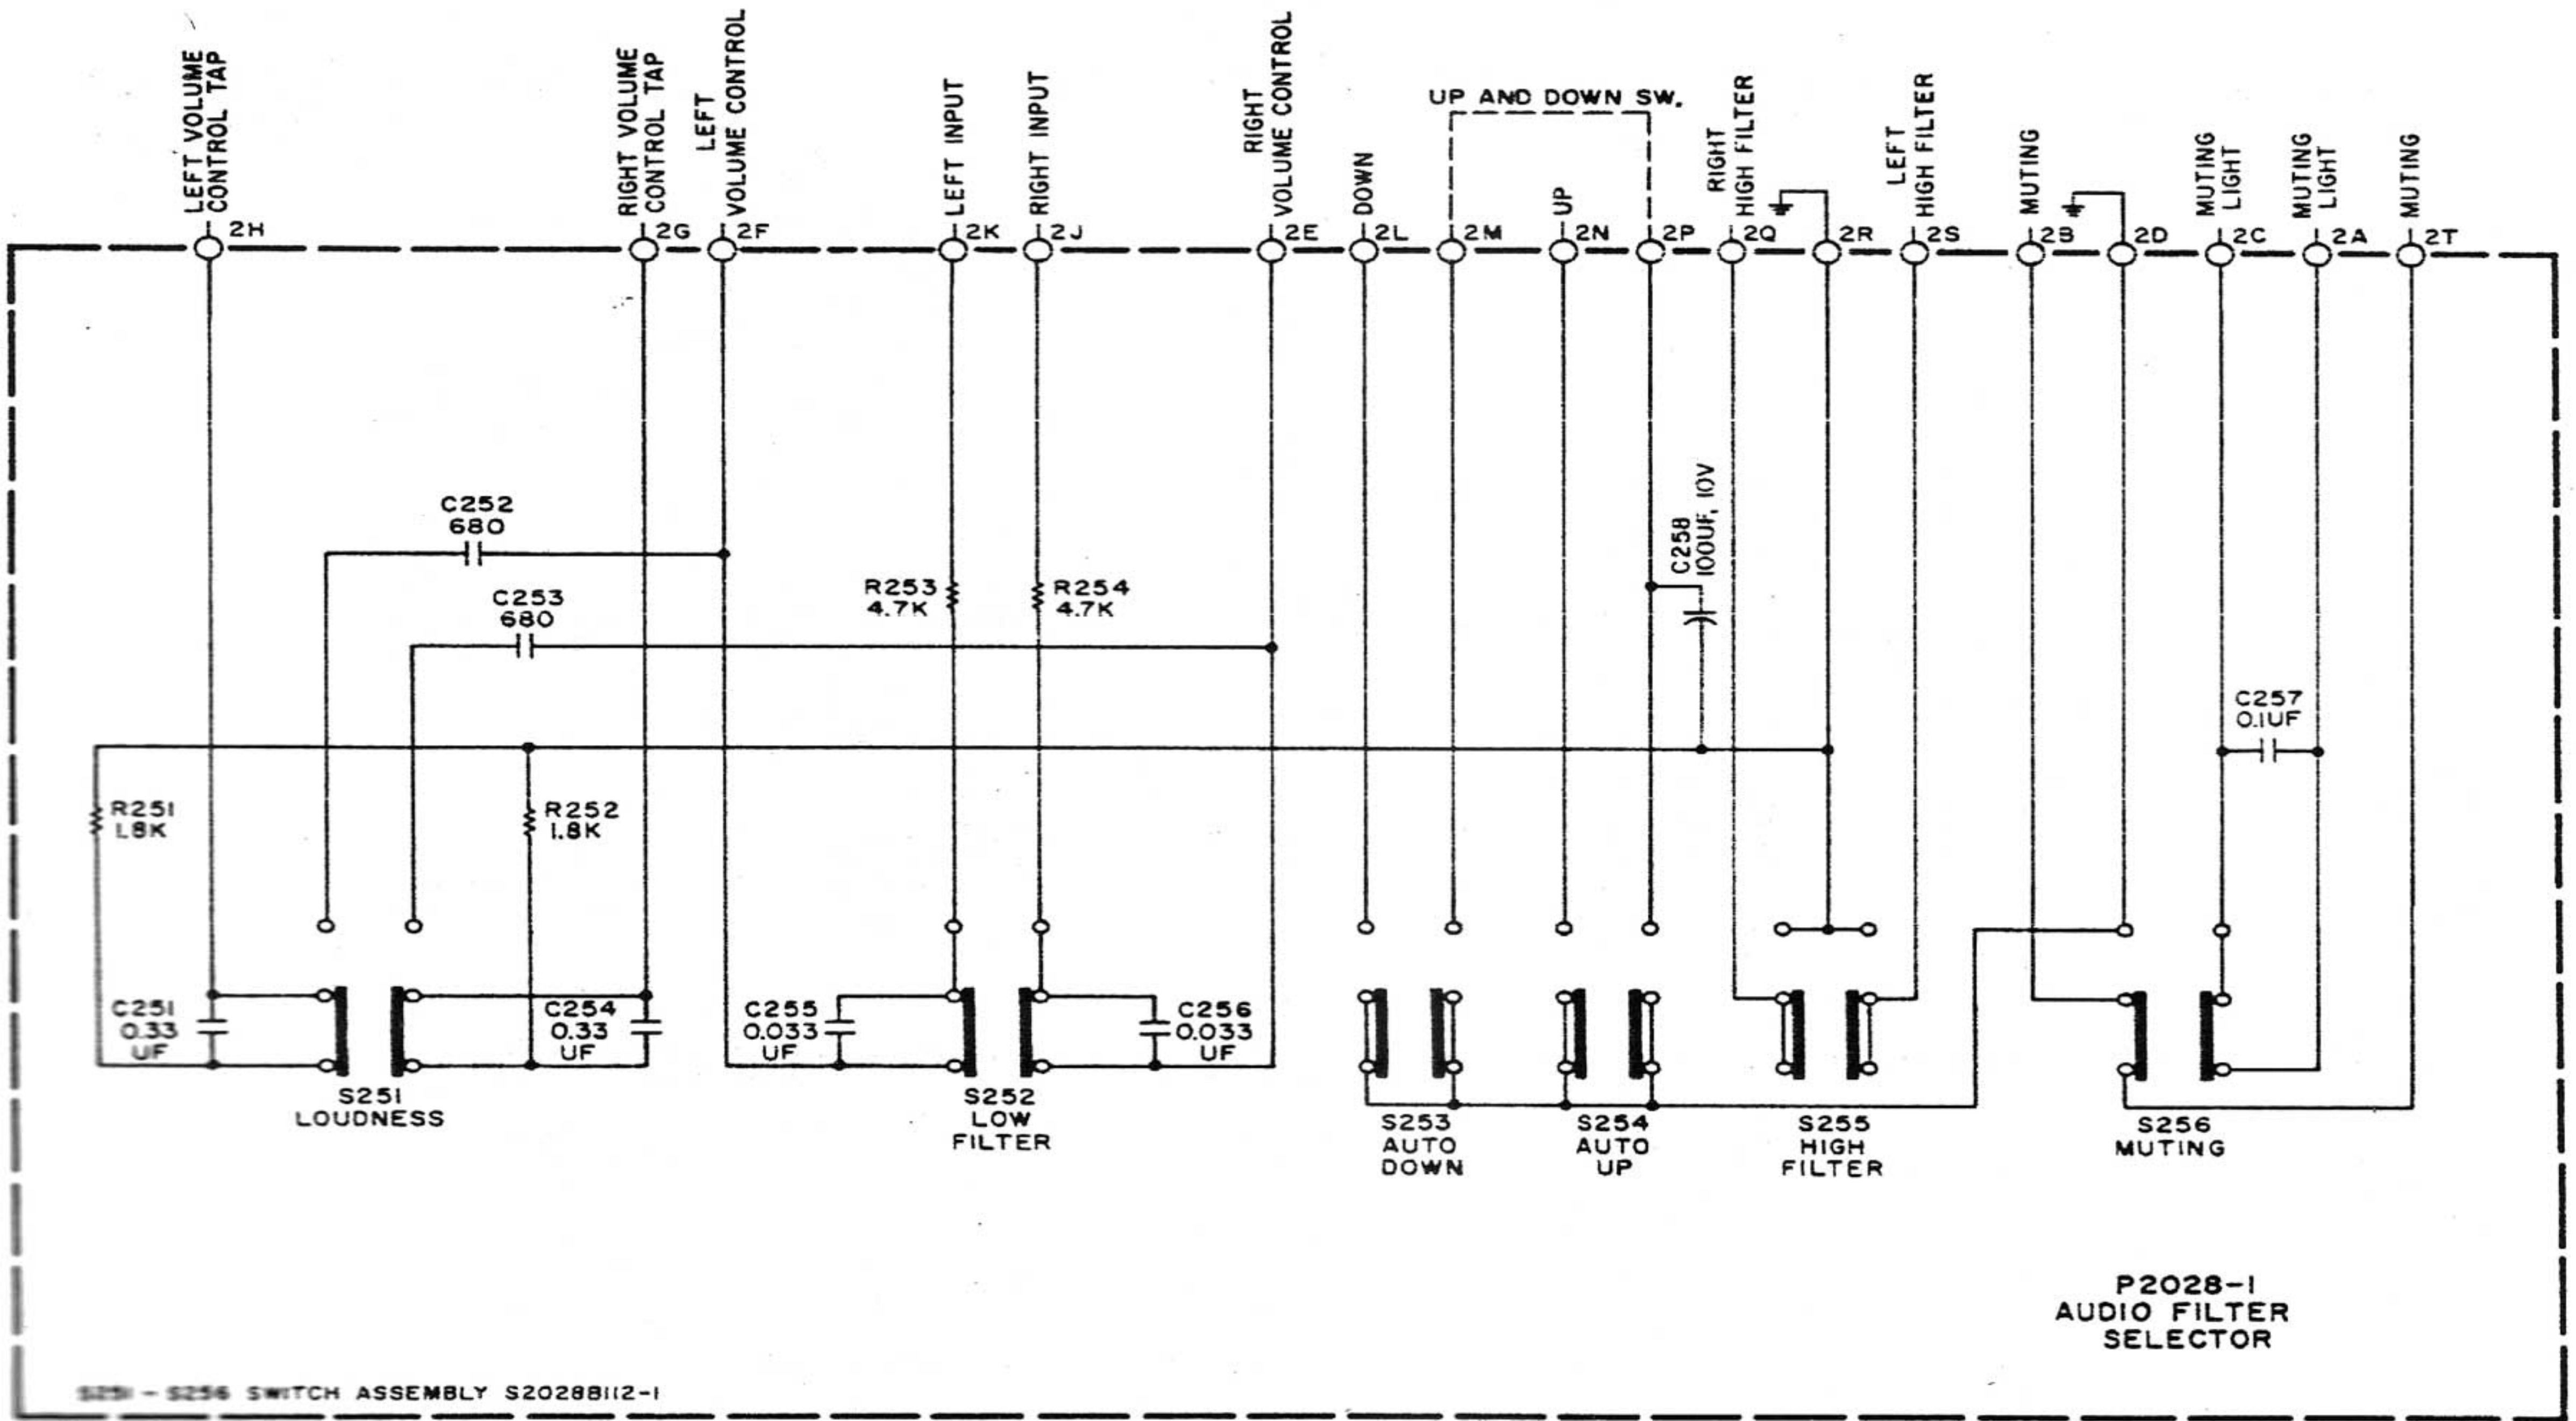 LEFT VOLUME
CONTROL TAP
RIGHT VOLUME
CONTROL TAP
LEFT
VOLUME CONTROL
LEFT INPUT
RIGHT INPUT
RIGHT
VOLUME CONTROL
DOWN
UP AND DOWN SW.
UP
RIGHT
HIGH FILTER
LEFT
HIGH FILTER
MUTING
MUTING
LIGHT
MUTING
LIGHT
MUTING
2H
2G
2F
2K
2J
2E
2L
2M
2N
2P
2Q
2R
2S
2B
2D
2C
2A
2T
C252
680
C253
680
R253
4.7K
R254
4.7K
C258
100UF, 10V
C257
0.1UF
R251
1.8K
R252
1.8K
C251
0.33
UF
C254
0.33
UF
C255
0.033
UF
C256
0.033
UF
S251
LOUDNESS
S252
LOW
FILTER
S253
AUTO
DOWN
S254
AUTO
UP
S255
HIGH
FILTER
S256
MUTING
P2028-1
AUDIO FILTER
SELECTOR
S251 - S256 SWITCH ASSEMBLY S2028B112-1